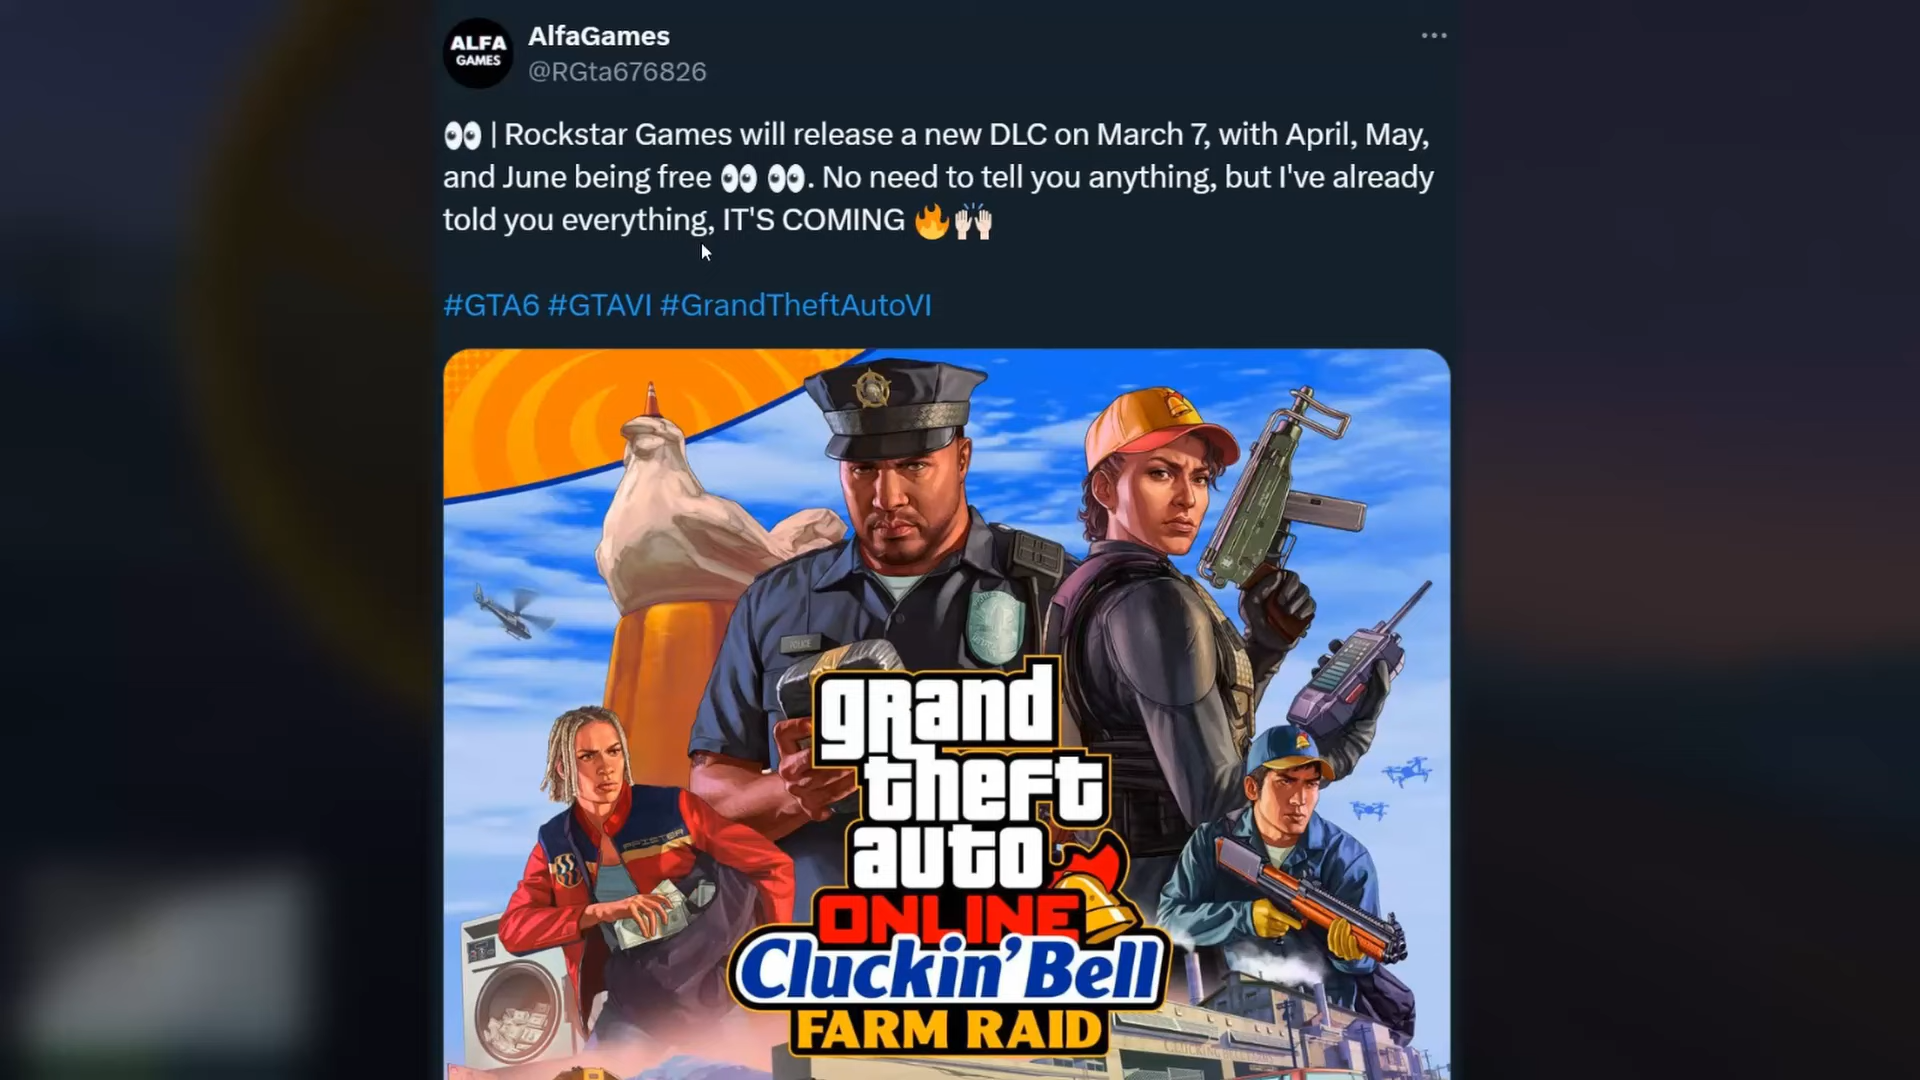 ALFA
GAMES
AlfaGames
@RGta676826
👀 | Rockstar Games will release a new DLC on March 7, with April, May,
and June being free 👀 👀. No need to tell you anything, but I've already
told you everything, IT'S COMING 🔥🙌🏻
#GTA6 #GTAVI #GrandTheftAutoVI
POLICE
grand
theft
auto
ONLINE
Cluckin' Bell
FARM RAID